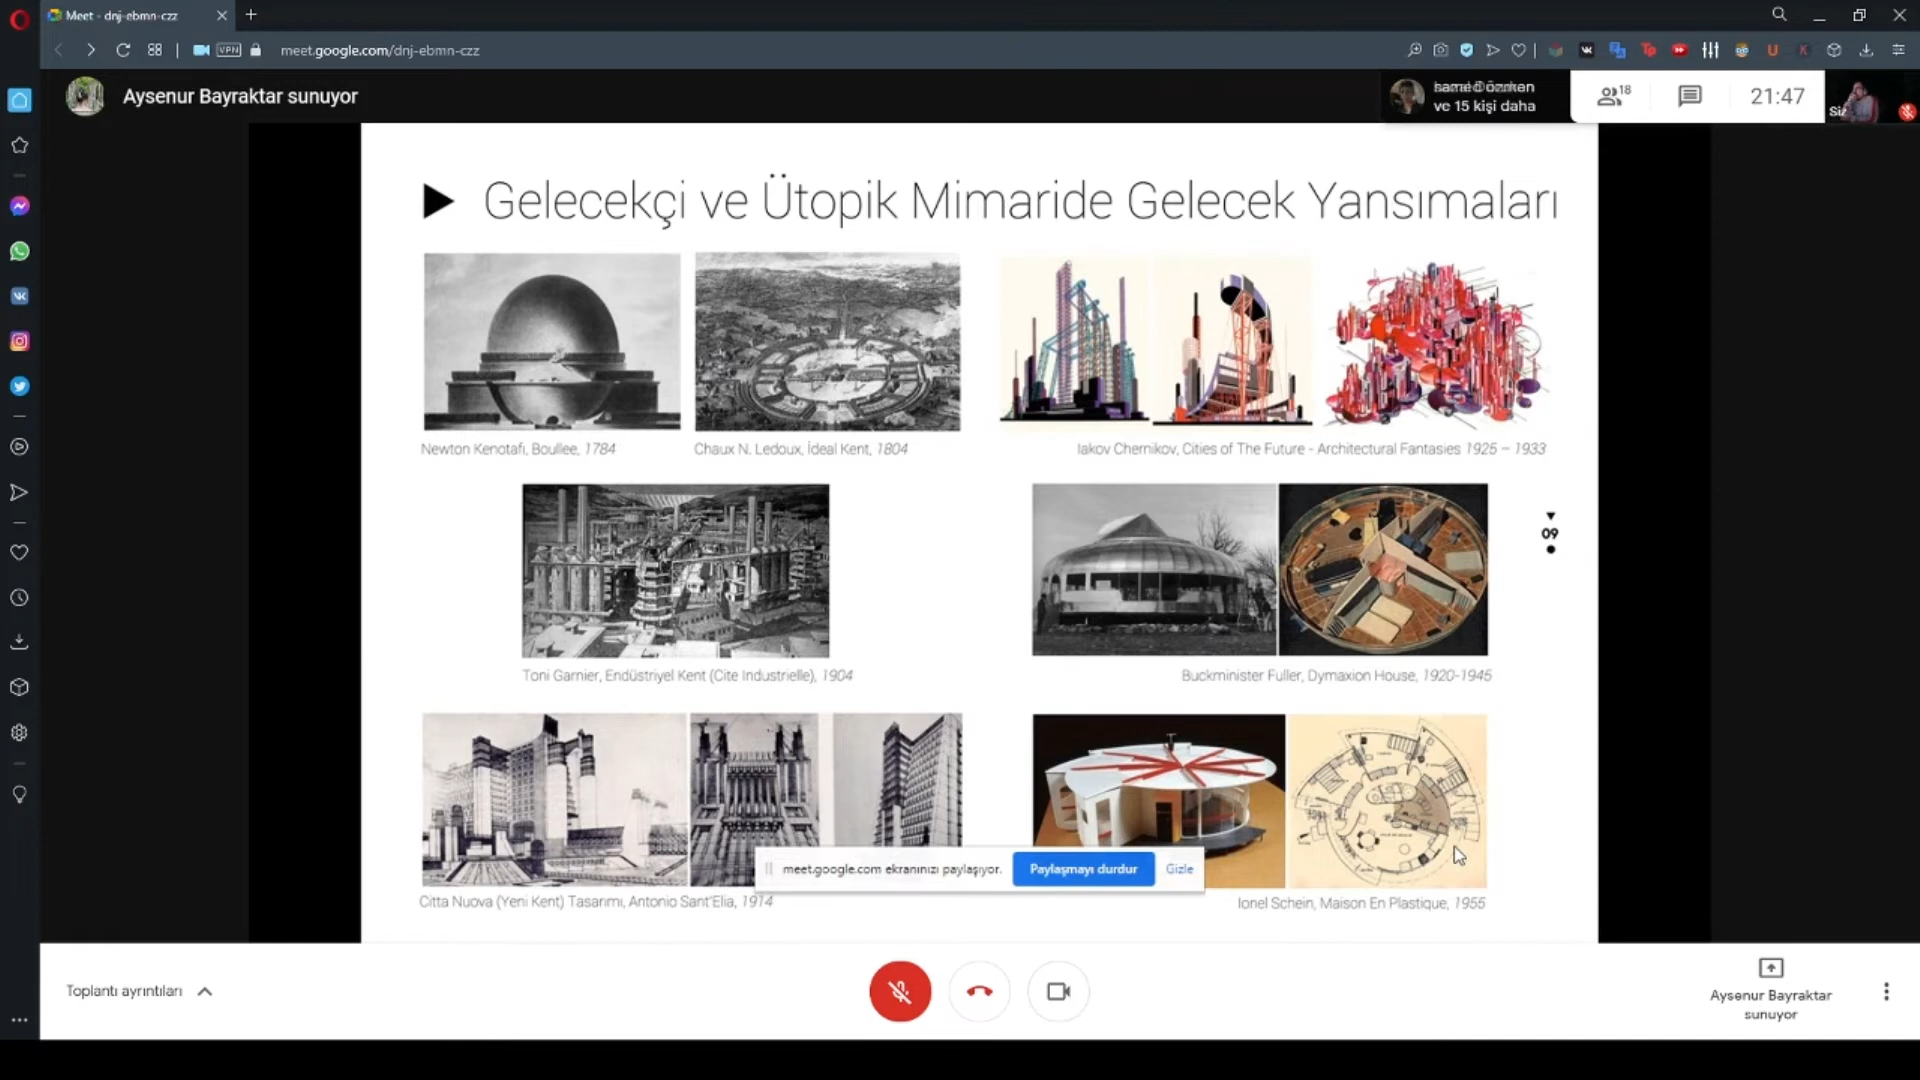 Meet - dnj-ebmn-czz
VPN
meet.google.com/dnj-ebmn-czz
Aysenur Bayraktar sunuyor
ve 15 kişi daha
18
21:47
Siz
Gelecekçi ve Ütopik Mimaride Gelecek Yansımaları
Newton Kenotafı, Boullee, 1784
Chaux N. Ledoux, İdeal Kent, 1804
Iakov Chernikov, Cities of The Future - Architectural Fantasies 1925 – 1933
09
Toni Garnier, Endüstriyel Kent (Cite Industrielle), 1904
Buckminister Fuller, Dymaxion House, 1920-1945
meet.google.com ekranınızı paylaşıyor.
Paylaşmayı durdur
Gizle
Citta Nuova (Yeni Kent) Tasarımı, Antonio Sant'Elia, 1914
Ionel Schein, Maison En Plastique, 1955
Toplantı ayrıntıları
Aysenur Bayraktar
sunuyor